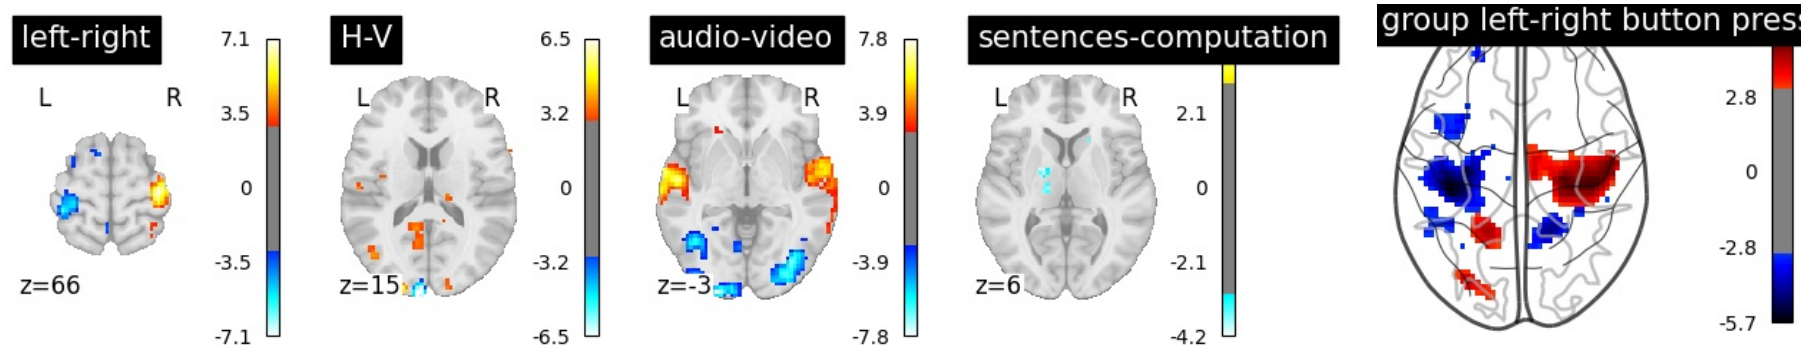 left-right
L R
z=66
7.1
3.5
0
-3.5
-7.1
H-V
L R
z=15
6.5
3.2
0
-3.2
-6.5
audio-video
L R
z=-3
7.8
3.9
0
-3.9
-7.8
sentences-computation
L R
z=6
2.1
0
-2.1
-4.2
group left-right button pres
2.8
0
-2.8
-5.7